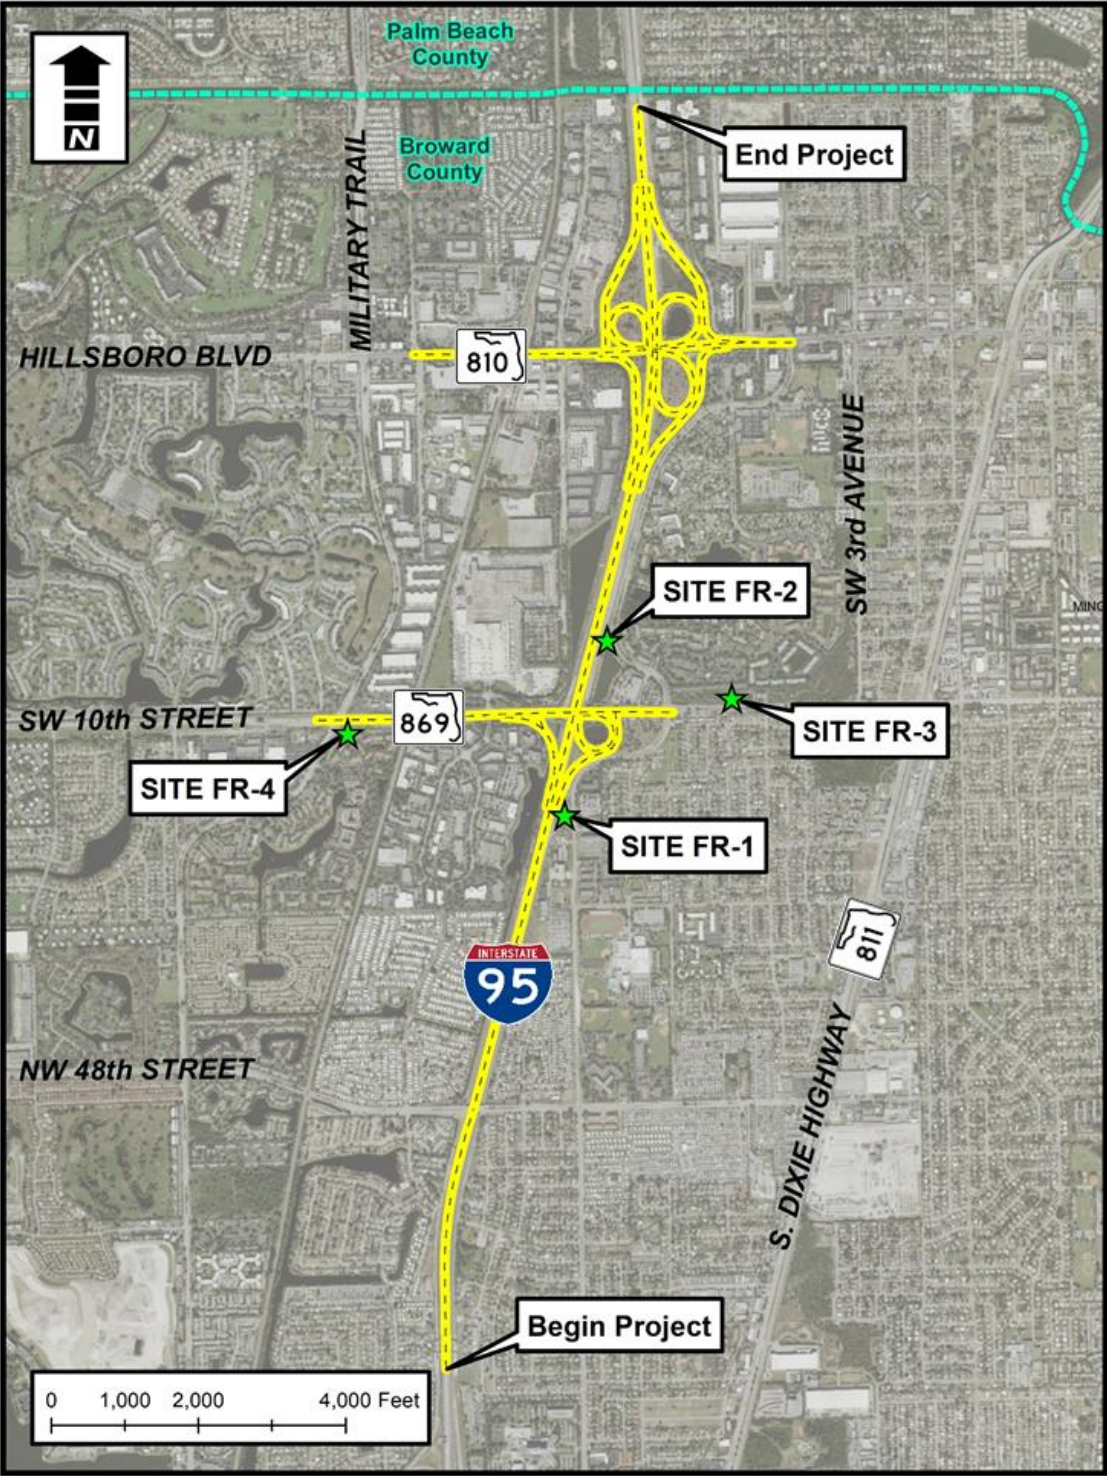 Palm Beach
County
N
Broward
County
End Project
MILITARY TRAIL
HILLSBORO BLVD
810
SW 3rd AVENUE
SITE FR-2
SW 10th STREET
869
SITE FR-3
SITE FR-4
SITE FR-1
811
INTERSTATE
95
NW 48th STREET
S. DIXIE HIGHWAY
Begin Project
0 1,000 2,000 4,000 Feet